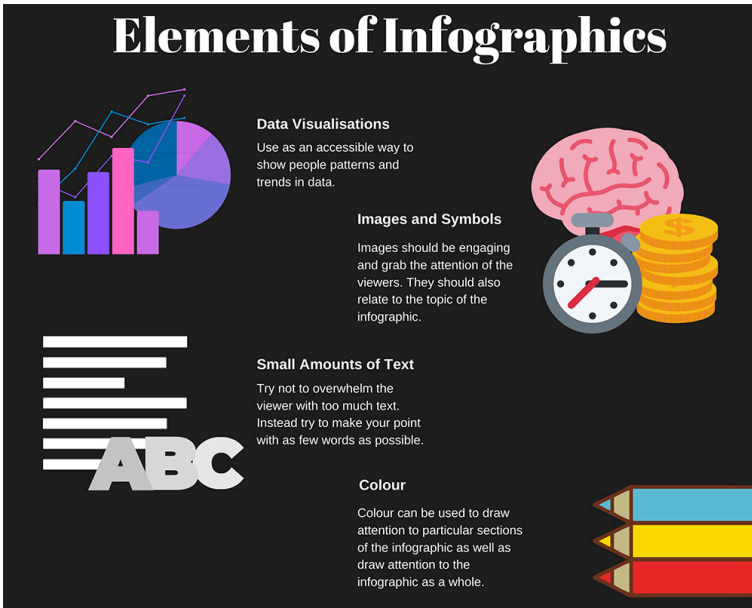 Elements of Infographics
Data Visualisations
Use as an accessible way to
show people patterns and
trends in data.
Images and Symbols
Images should be engaging
and grab the attention of the
viewers. They should also
relate to the topic of the
infographic.
$
Small Amounts of Text
Try not to overwhelm the
viewer with too much text.
Instead try to make your point
with as few words as possible.
ABC
Colour
Colour can be used to draw
attention to particular sections
of the infographic as well as
draw attention to the
infographic as a whole.